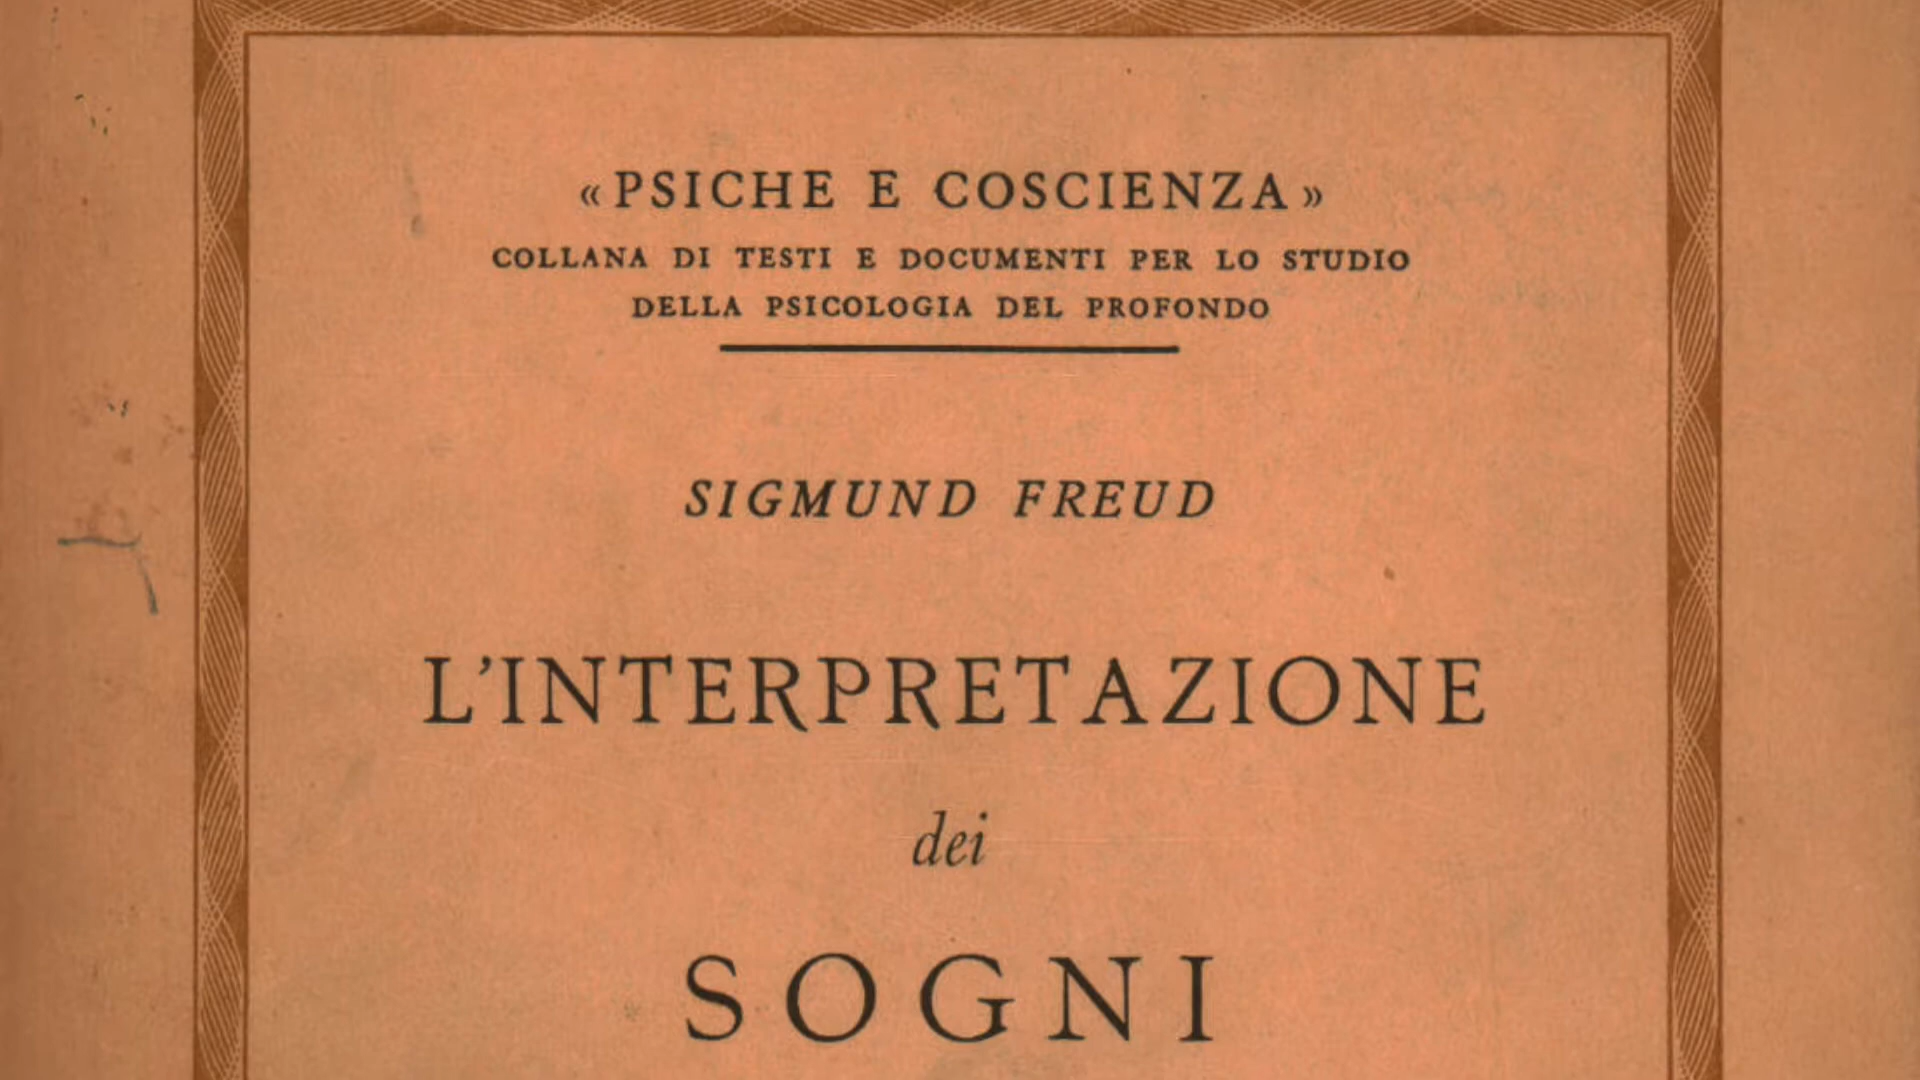 « PSICHE E COSCIENZA »
COLLANA DI TESTI E DOCUMENTI PER LO STUDIO
DELLA PSICOLOGIA DEL PROFONDO
SIGMUND FREUD
L'INTERPRETAZIONE
dei
SOGNI